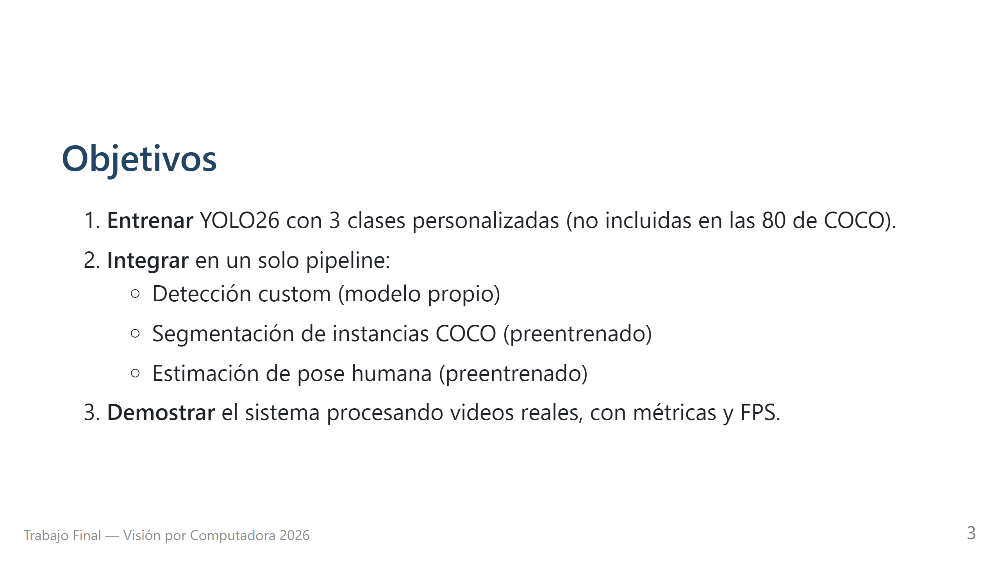 Objetivos
1. Entrenar YOLO26 con 3 clases personalizadas (no incluidas en las 80 de COCO).
2. Integrar en un solo pipeline:
○ Detección custom (modelo propio)
○ Segmentación de instancias COCO (preentrenado)
○ Estimación de pose humana (preentrenado)
3. Demostrar el sistema procesando videos reales, con métricas y FPS.
Trabajo Final — Visión por Computadora 2026
3